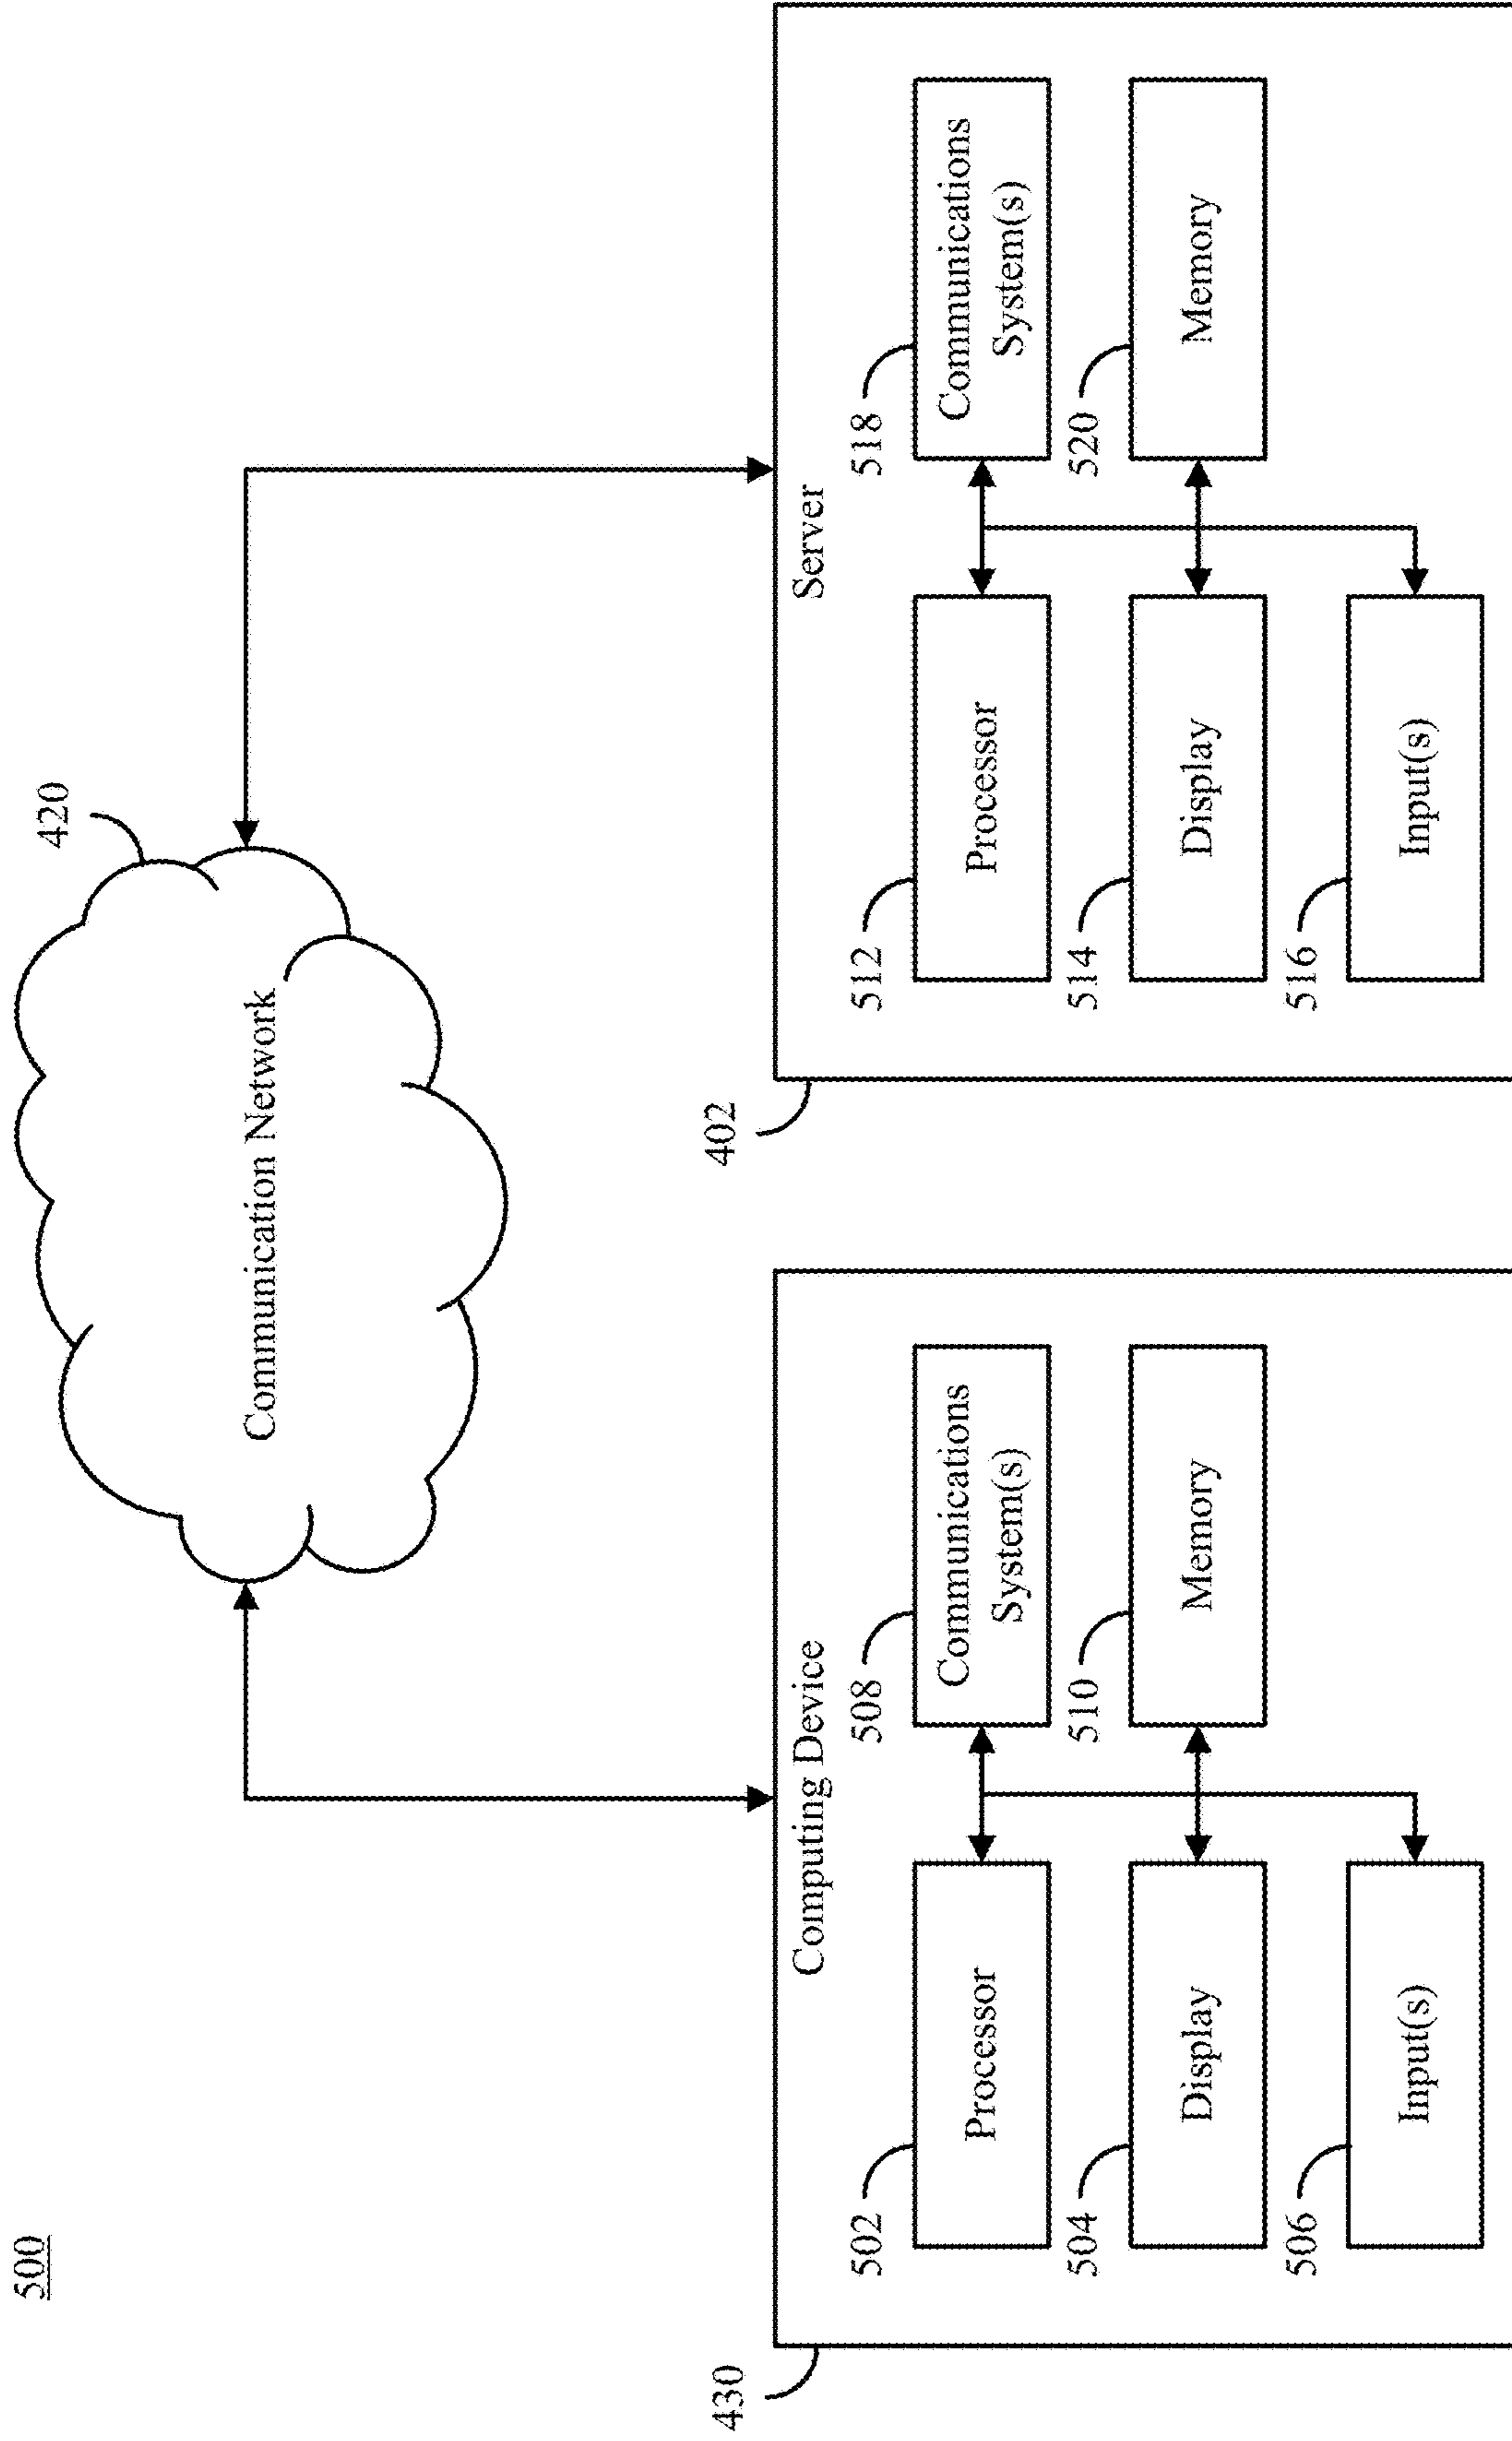 500
420
Communication Network
430
Computing Device
502
Processor
508
Communications
System(s)
504
Display
510
Memory
506
Input(s)
402
Server
512
Processor
518
Communications
System(s)
514
Display
520
Memory
516
Input(s)